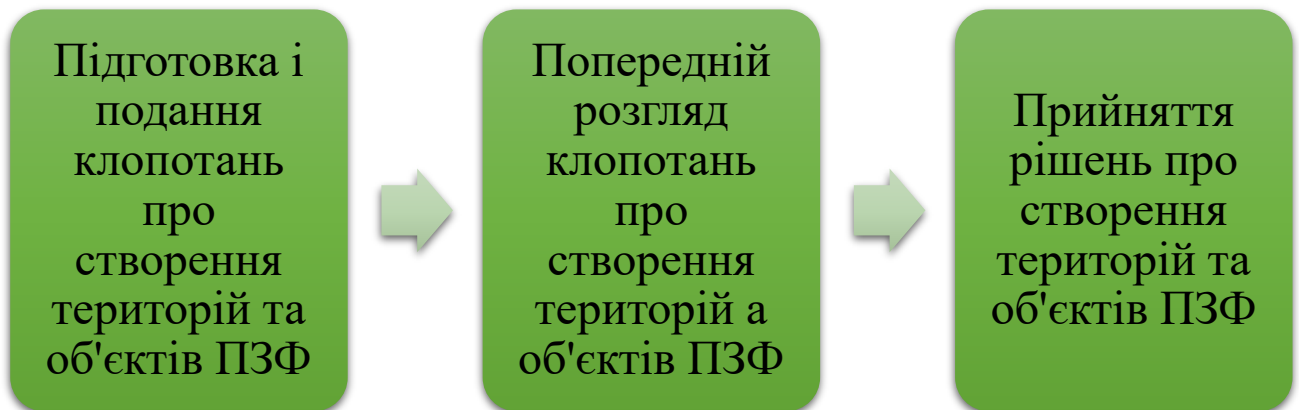 Підготовка і
подання
клопотань
про
створення
територій та
об'єктів ПЗФ
Попередній
розгляд
клопотань
про
створення
територій а
об'єктів ПЗФ
Прийняття
рішень про
створення
територій та
об'єктів ПЗФ